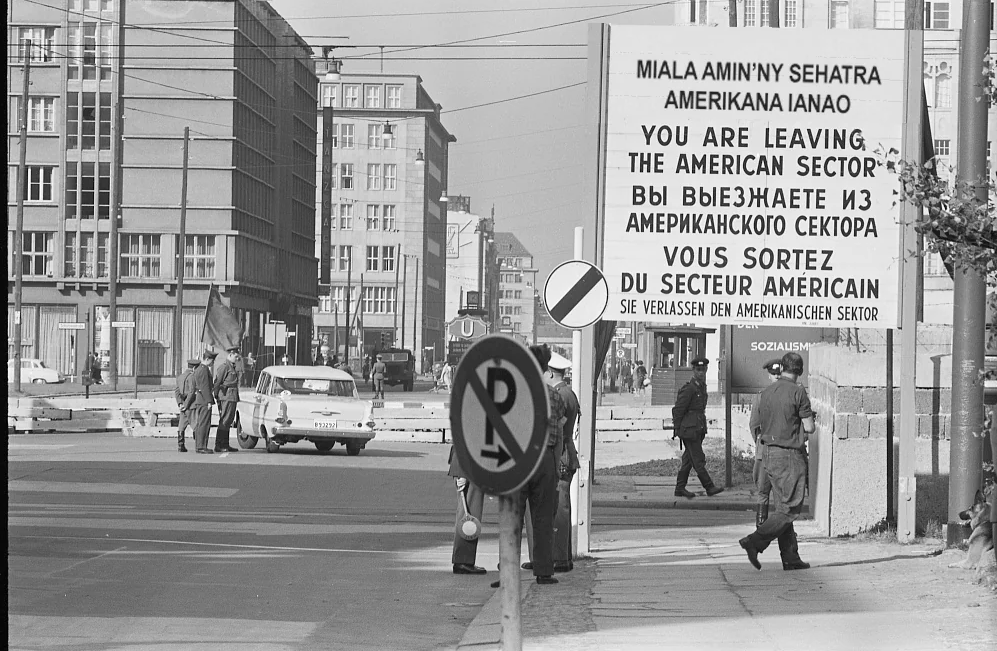 MIALA AMIN'NY SEHATRA
AMERIKANA IANAO
YOU ARE LEAVING
THE AMERICAN SECTOR
ВЫ ВЫЕЗЖАЕТЕ ИЗ
АМЕРИКАНСКОГО СЕКТОРА
VOUS SORTEZ
DU SECTEUR AMÉRICAIN
SIE VERLASSEN DEN AMERIKANISCHEN SEKTOR
U
P
SOZIALISMU